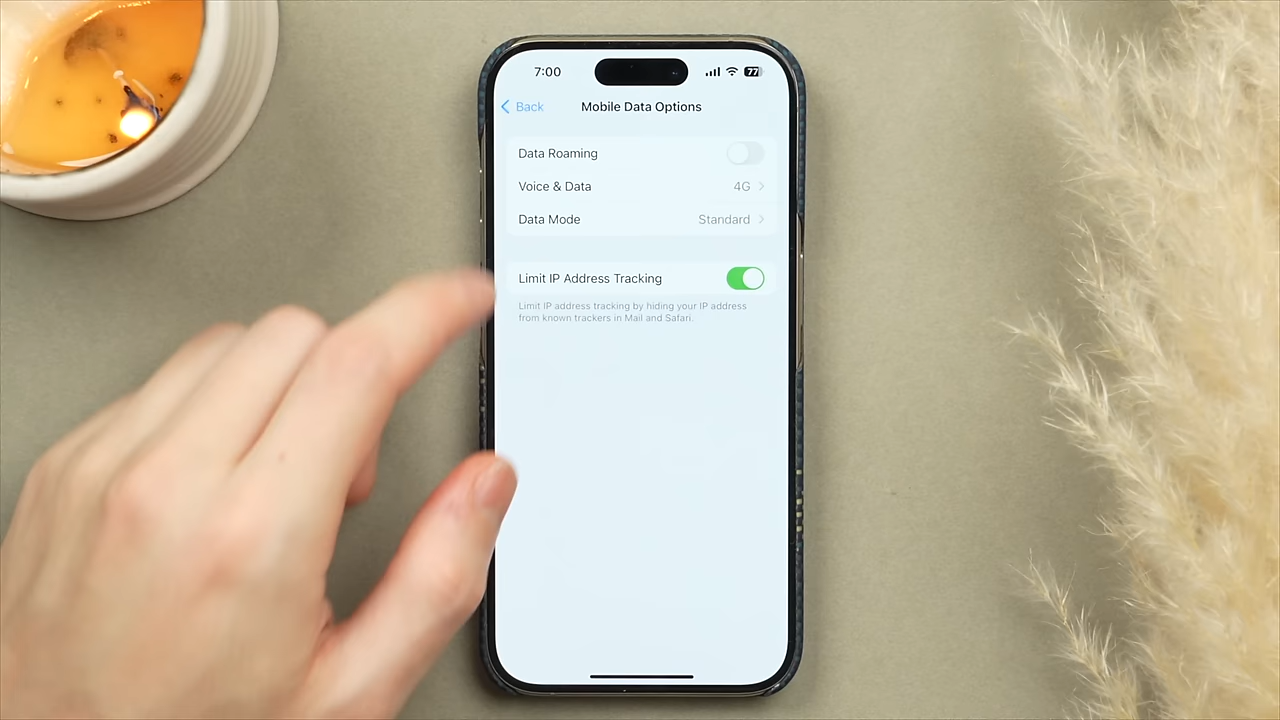 7:00
77
Back
Mobile Data Options
Data Roaming
Voice & Data 4G
Data Mode Standard
Limit IP Address Tracking
Limit IP address tracking by hiding your IP address
from known trackers in Mail and Safari.